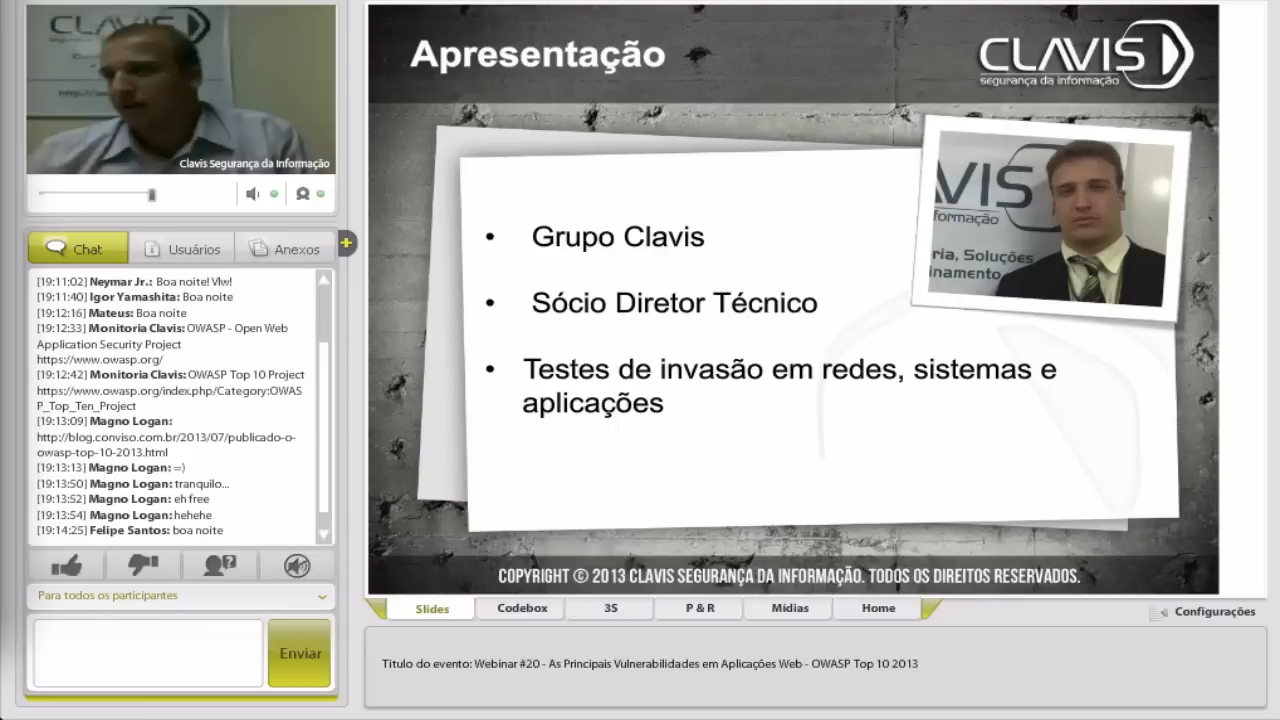 CLAVIS
Clavis Segurança da Informação
Chat
Usuários
Anexos
[19:11:02] Neymar Jr.: Boa noite! Vlw!
[19:11:40] Igor Yamashita: Boa noite
[19:12:16] Mateus: Boa noite
[19:12:33] Monitoria Clavis: OWASP - Open Web
Application Security Project
https://www.owasp.org/
[19:12:42] Monitoria Clavis: OWASP Top 10 Project
https://www.owasp.org/index.php/Category:OWAS
P_Top_Ten_Project
[19:13:09] Magno Logan:
http://blog.conviso.com.br/2013/07/publicado-o-
owasp-top-10-2013.html
[19:13:13] Magno Logan: =)
[19:13:50] Magno Logan: tranquilo...
[19:13:52] Magno Logan: eh free
[19:13:54] Magno Logan: hehehe
[19:14:25] Felipe Santos: boa noite
Para todos os participantes
Enviar
Apresentação
CLAVIS
segurança da informação
• Grupo Clavis
• Sócio Diretor Técnico
• Testes de invasão em redes, sistemas e
aplicações
VIS
formação
ria, Soluções
namento
COPYRIGHT © 2013 CLAVIS SEGURANÇA DA INFORMAÇÃO. TODOS OS DIREITOS RESERVADOS.
Slides
Codebox
3S
P & R
Mídias
Home
Configurações
Titulo do evento: Webinar #20 - As Principais Vulnerabilidades em Aplicações Web - OWASP Top 10 2013